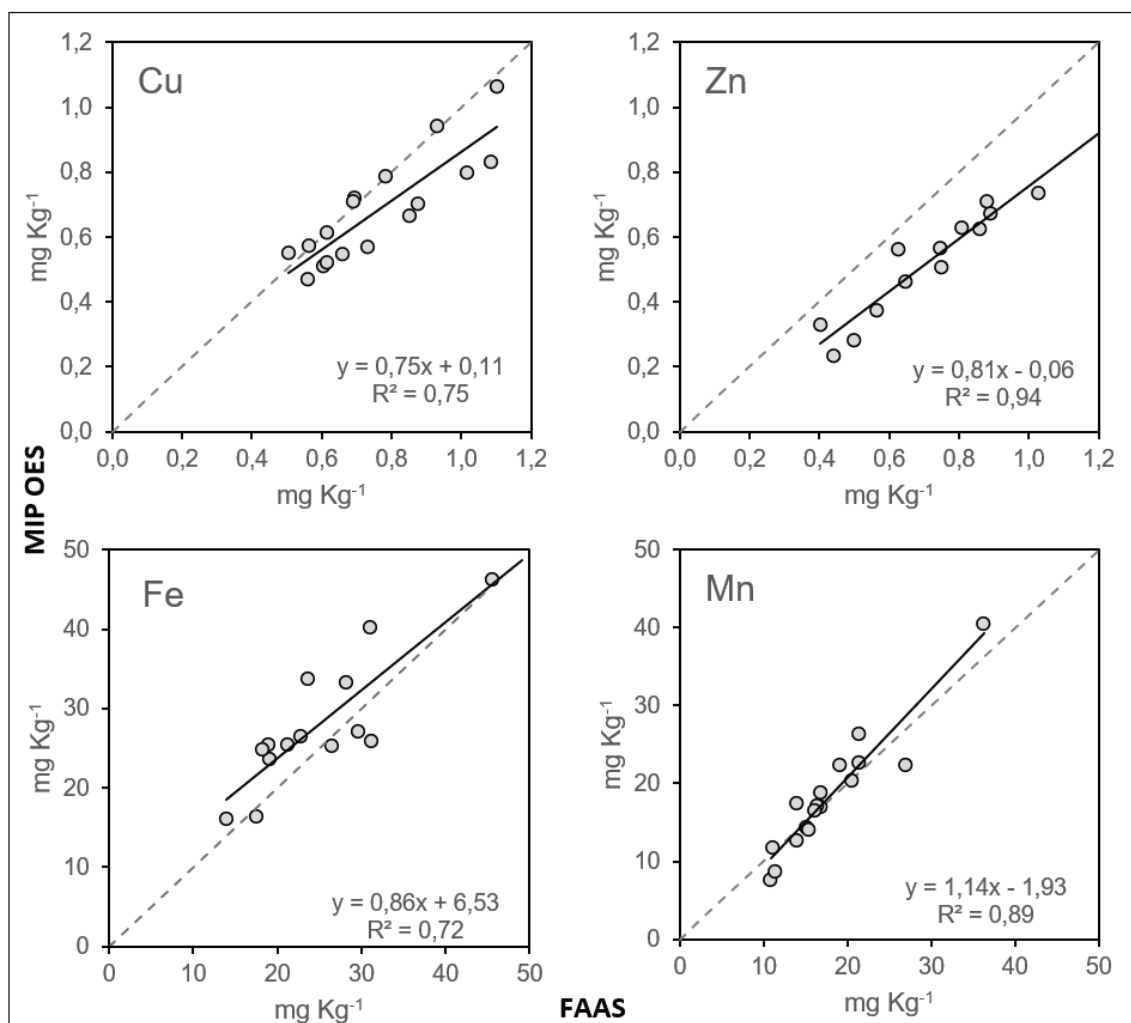 Cu
1,2
1,0
0,8
0,6
0,4
0,2
0,0
mg Kg⁻¹
y = 0,75x + 0,11
R² = 0,75
0,0 0,2 0,4 0,6 0,8 1,0 1,2
mg Kg⁻¹
Zn
1,2
1,0
0,8
0,6
0,4
0,2
0,0
mg Kg⁻¹
y = 0,81x - 0,06
R² = 0,94
0,0 0,2 0,4 0,6 0,8 1,0 1,2
mg Kg⁻¹
MIP OES
Fe
50
40
30
20
10
0
mg Kg⁻¹
y = 0,86x + 6,53
R² = 0,72
0 10 20 30 40 50
mg Kg⁻¹
Mn
50
40
30
20
10
0
mg Kg⁻¹
y = 1,14x - 1,93
R² = 0,89
0 10 20 30 40 50
mg Kg⁻¹
FAAS